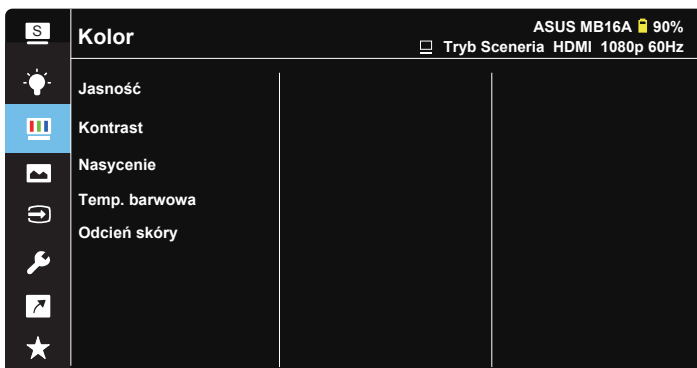 S
Kolor
ASUS MB16A 90%
Tryb Sceneria HDMI 1080p 60Hz
Jasność
Kontrast
Nasycenie
Temp. barwowa
Odcień skóry